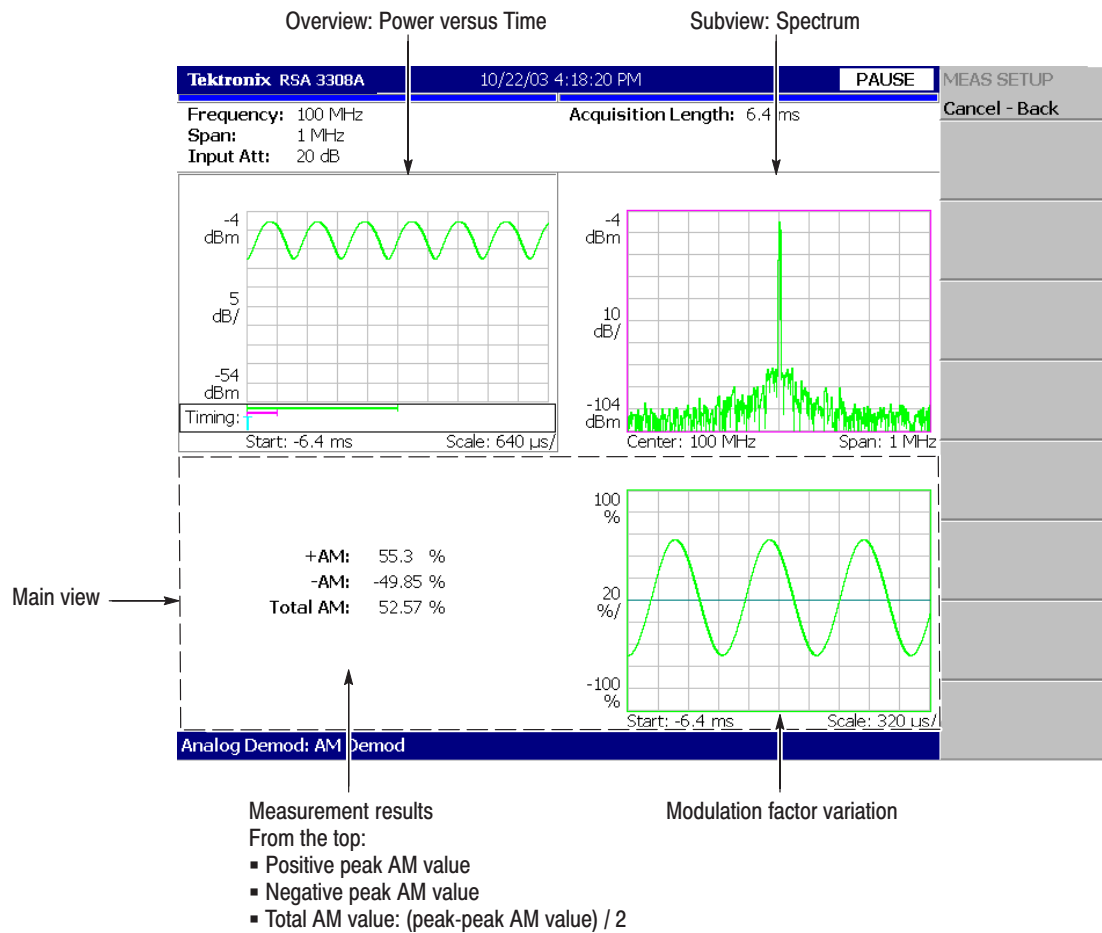 Overview: Power versus Time
Subview: Spectrum
Tektronix RSA 3308A
10/22/03 4:18:20 PM
PAUSE
MEAS SETUP
Cancel - Back
Frequency: 100 MHz
Span: 1 MHz
Input Att: 20 dB
Acquisition Length: 6.4 ms
-4
dBm
5
dB/
-54
dBm
Timing:
T
Start: -6.4 ms
Scale: 640 µs/
-4
dBm
10
dB/
-104
dBm
Center: 100 MHz
Span: 1 MHz
Main view
+AM: 55.3 %
-AM: -49.85 %
Total AM: 52.57 %
100
%
20
%/
-100
%
Start: -6.4 ms
Scale: 320 µs/
Analog Demod: AM Demod
Measurement results
From the top:
▪ Positive peak AM value
▪ Negative peak AM value
▪ Total AM value: (peak-peak AM value) / 2
Modulation factor variation